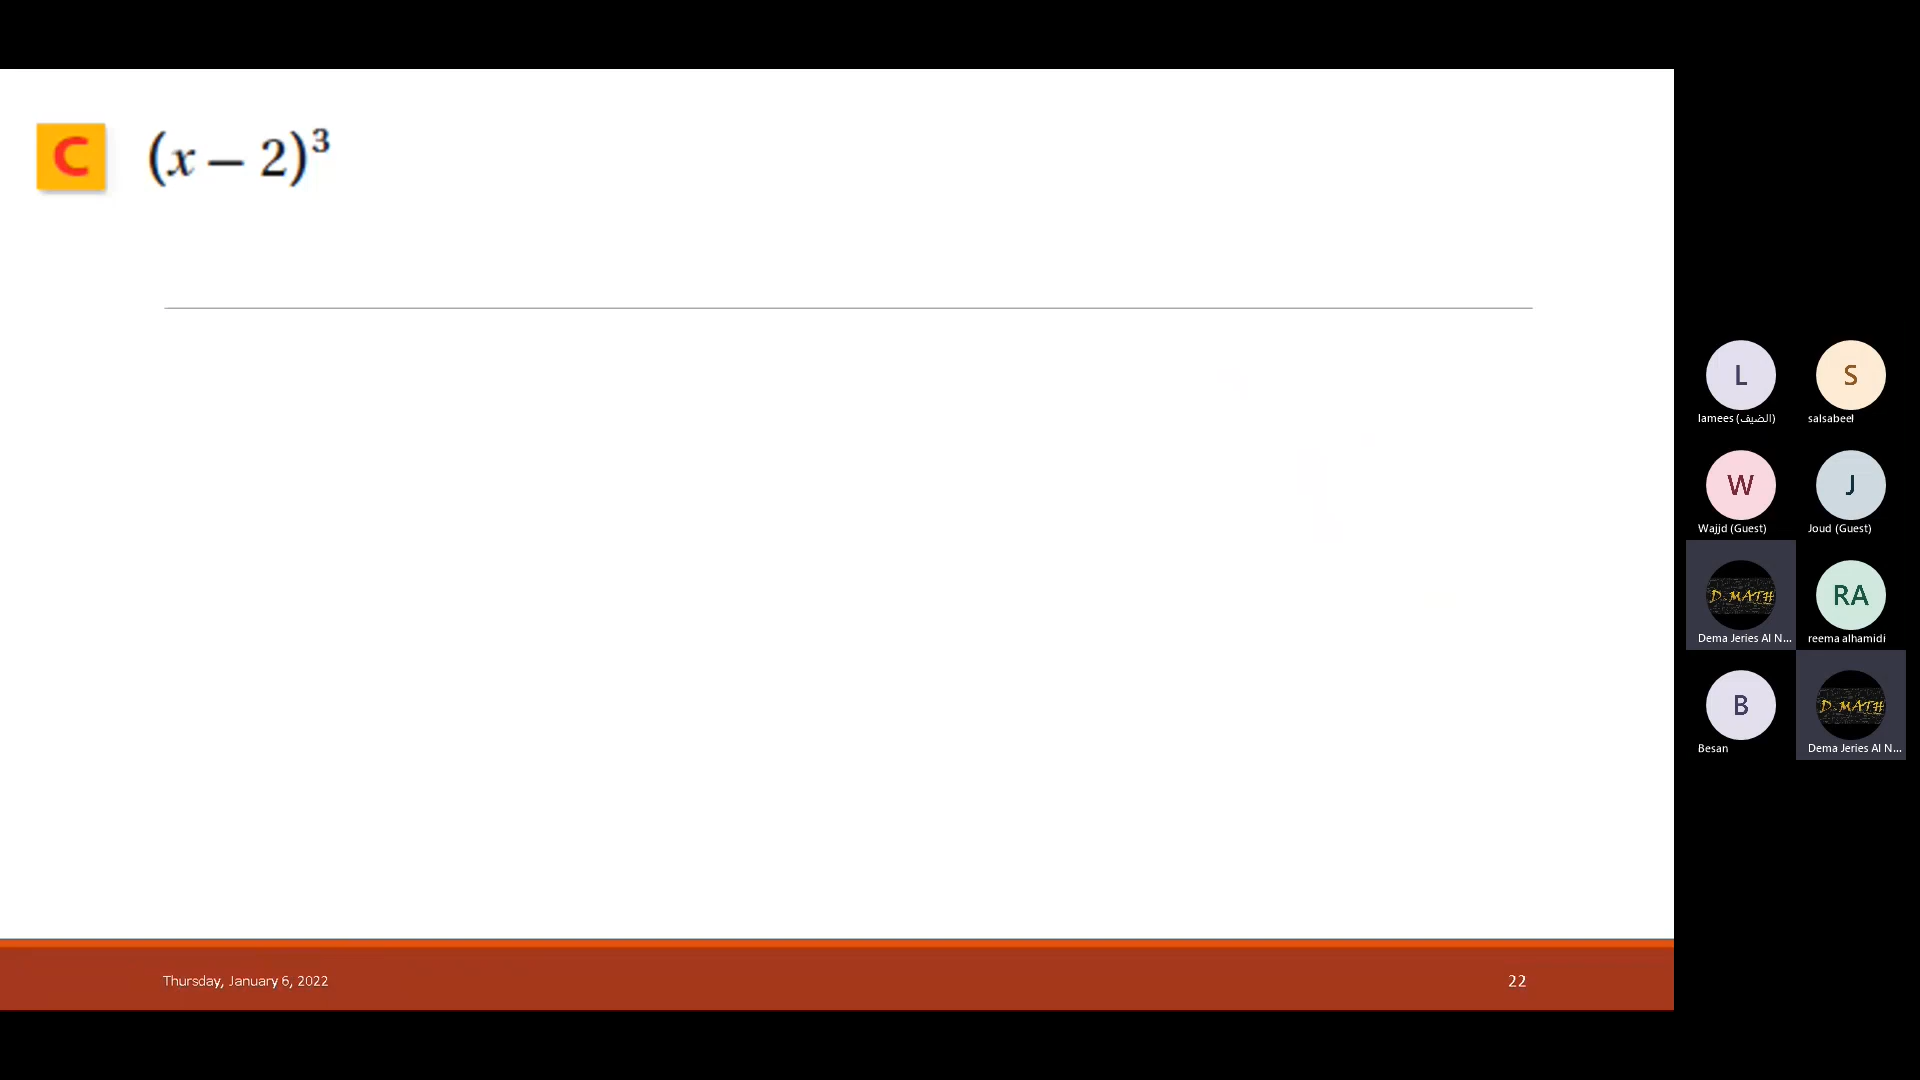 C (x – 2)³
L
S
lamees (الضيف)
salsabeel
W
J
Wajjd (Guest)
Joud (Guest)
D.MATH
RA
Dema Jeries Al N...
reema alhamidi
B
D.MATH
Besan
Dema Jeries Al N...
Thursday, January 6, 2022
22